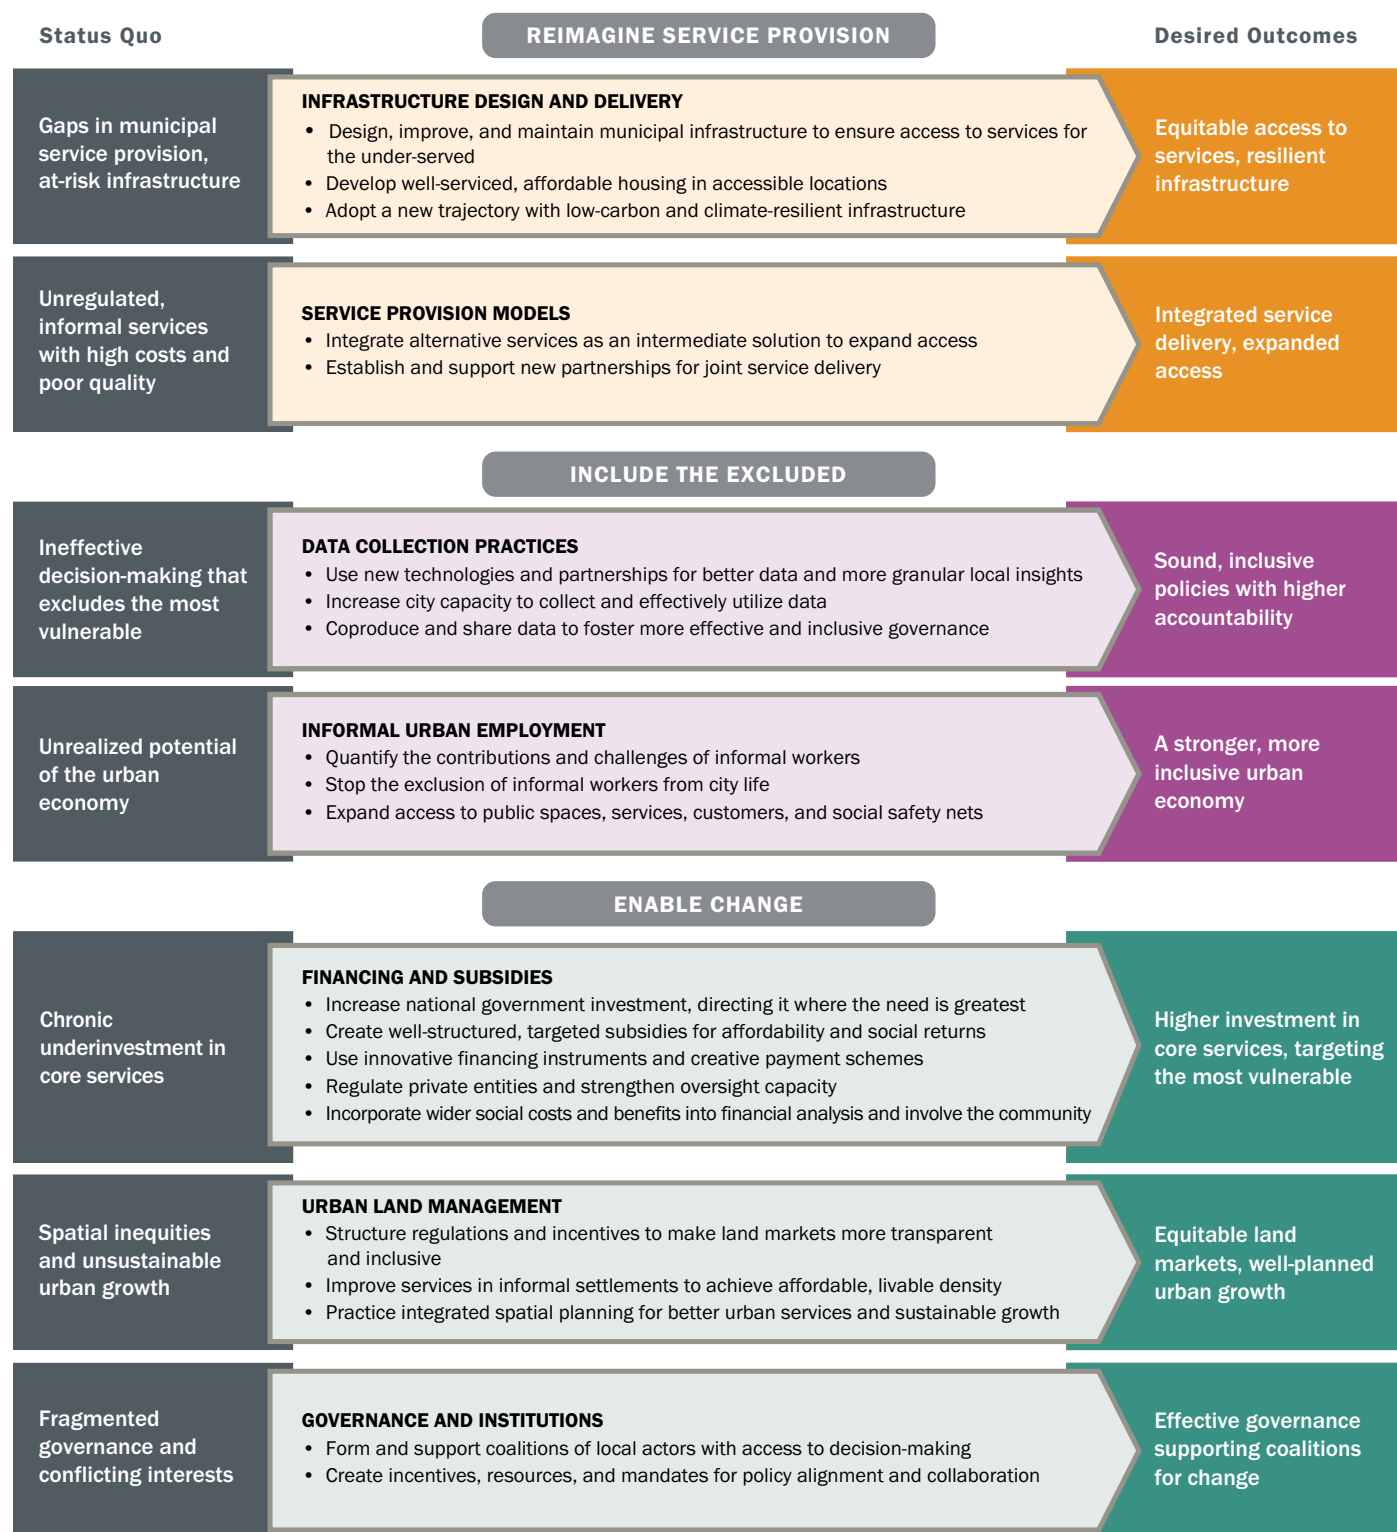 Status Quo
REIMAGINE SERVICE PROVISION
Desired Outcomes
Gaps in municipal
service provision,
at-risk infrastructure
INFRASTRUCTURE DESIGN AND DELIVERY
• Design, improve, and maintain municipal infrastructure to ensure access to services for
the under-served
• Develop well-serviced, affordable housing in accessible locations
• Adopt a new trajectory with low-carbon and climate-resilient infrastructure
Equitable access to
services, resilient
infrastructure
Unregulated,
informal services
with high costs and
poor quality
SERVICE PROVISION MODELS
• Integrate alternative services as an intermediate solution to expand access
• Establish and support new partnerships for joint service delivery
Integrated service
delivery, expanded
access
INCLUDE THE EXCLUDED
Ineffective
decision-making that
excludes the most
vulnerable
DATA COLLECTION PRACTICES
• Use new technologies and partnerships for better data and more granular local insights
• Increase city capacity to collect and effectively utilize data
• Coproduce and share data to foster more effective and inclusive governance
Sound, inclusive
policies with higher
accountability
Unrealized potential
of the urban
economy
INFORMAL URBAN EMPLOYMENT
• Quantify the contributions and challenges of informal workers
• Stop the exclusion of informal workers from city life
• Expand access to public spaces, services, customers, and social safety nets
A stronger, more
inclusive urban
economy
ENABLE CHANGE
Chronic
underinvestment in
core services
FINANCING AND SUBSIDIES
• Increase national government investment, directing it where the need is greatest
• Create well-structured, targeted subsidies for affordability and social returns
• Use innovative financing instruments and creative payment schemes
• Regulate private entities and strengthen oversight capacity
• Incorporate wider social costs and benefits into financial analysis and involve the community
Higher investment in
core services, targeting
the most vulnerable
Spatial inequities
and unsustainable
urban growth
URBAN LAND MANAGEMENT
• Structure regulations and incentives to make land markets more transparent
and inclusive
• Improve services in informal settlements to achieve affordable, livable density
• Practice integrated spatial planning for better urban services and sustainable growth
Equitable land
markets, well-planned
urban growth
Fragmented
governance and
conflicting interests
GOVERNANCE AND INSTITUTIONS
• Form and support coalitions of local actors with access to decision-making
• Create incentives, resources, and mandates for policy alignment and collaboration
Effective governance
supporting coalitions
for change